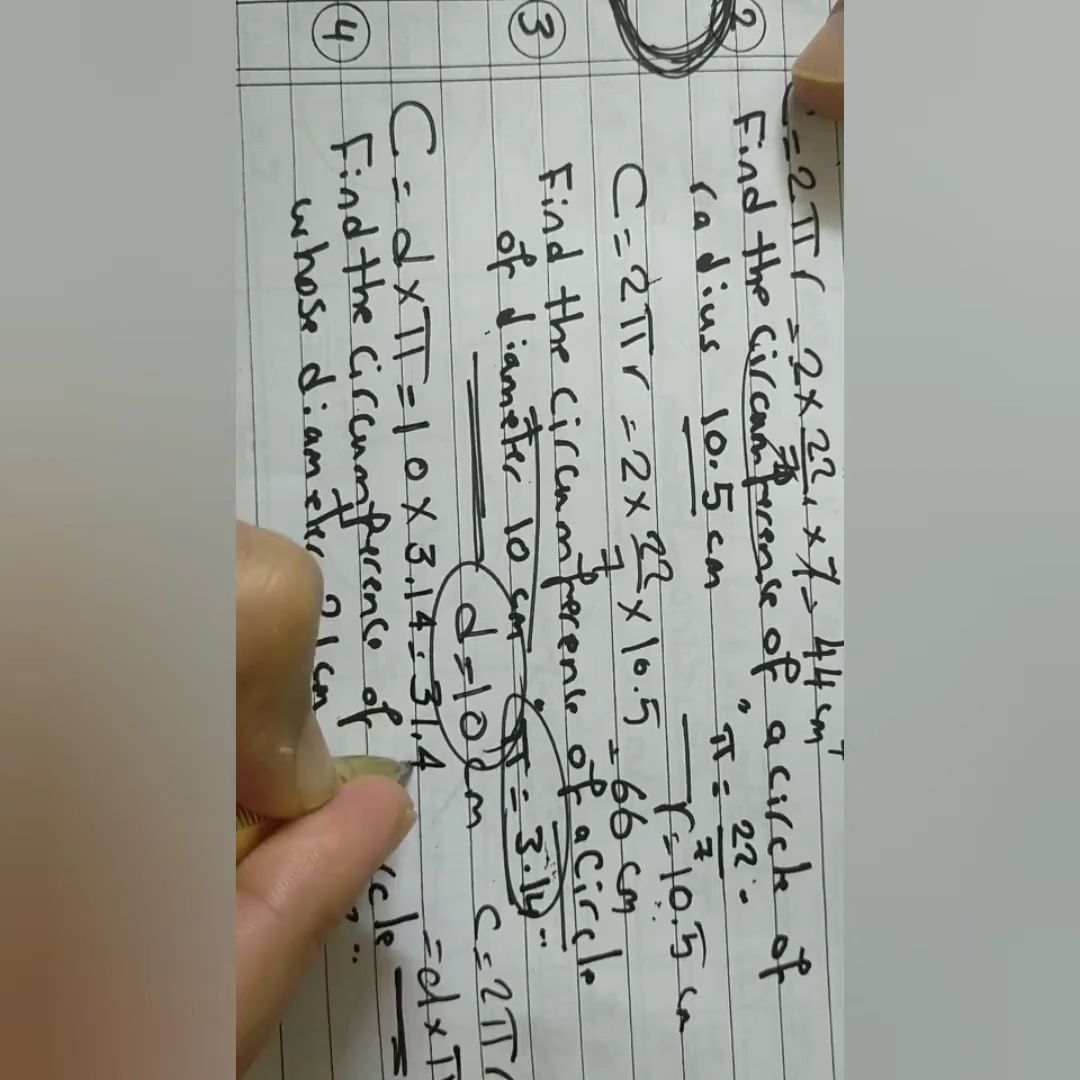 C = 2πr = 2 × 22/7 × 7 = 44 cm
② Find the Circumference of a circle of
radius 10.5 cm, π = 22/7 ..
r = 10.5 cm
C = 2πr = 2 × 22/7 × 10.5 = 66 cm
③ Find the Circumference of a Circle
of diameter 10 cm, π = 3.14 ..
d = 10 cm C = 2πr
= d × π
C = d × π = 10 × 3.14 = 31.4
④ Find the Circumference of
whose diameter 21 cm